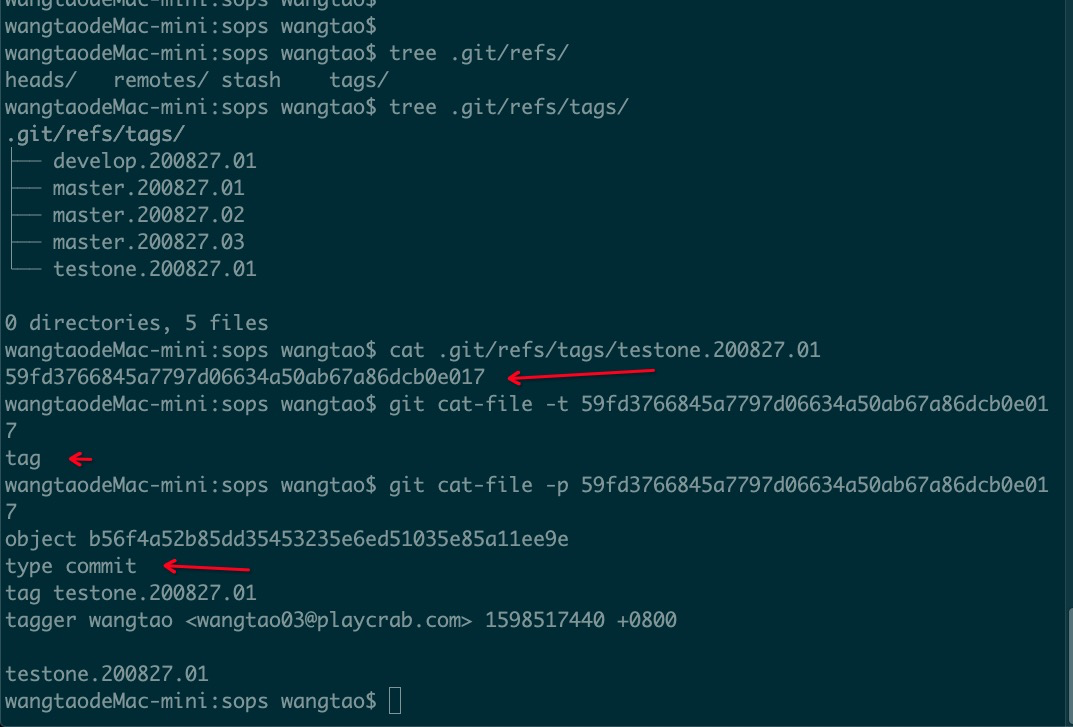 wangtaodeMac-mini:sops wangtao$
wangtaodeMac-mini:sops wangtao$
wangtaodeMac-mini:sops wangtao$ tree .git/refs/
heads/   remotes/ stash    tags/
wangtaodeMac-mini:sops wangtao$ tree .git/refs/tags/
.git/refs/tags/
├── develop.200827.01
├── master.200827.01
├── master.200827.02
├── master.200827.03
└── testone.200827.01
0 directories, 5 files
wangtaodeMac-mini:sops wangtao$ cat .git/refs/tags/testone.200827.01
59fd3766845a7797d06634a50ab67a86dcb0e017
wangtaodeMac-mini:sops wangtao$ git cat-file -t 59fd3766845a7797d06634a50ab67a86dcb0e01
7
tag
wangtaodeMac-mini:sops wangtao$ git cat-file -p 59fd3766845a7797d06634a50ab67a86dcb0e01
7
object b56f4a52b85dd35453235e6ed51035e85a11ee9e
type commit
tag testone.200827.01
tagger wangtao <wangtao03@playcrab.com> 1598517440 +0800
testone.200827.01
wangtaodeMac-mini:sops wangtao$